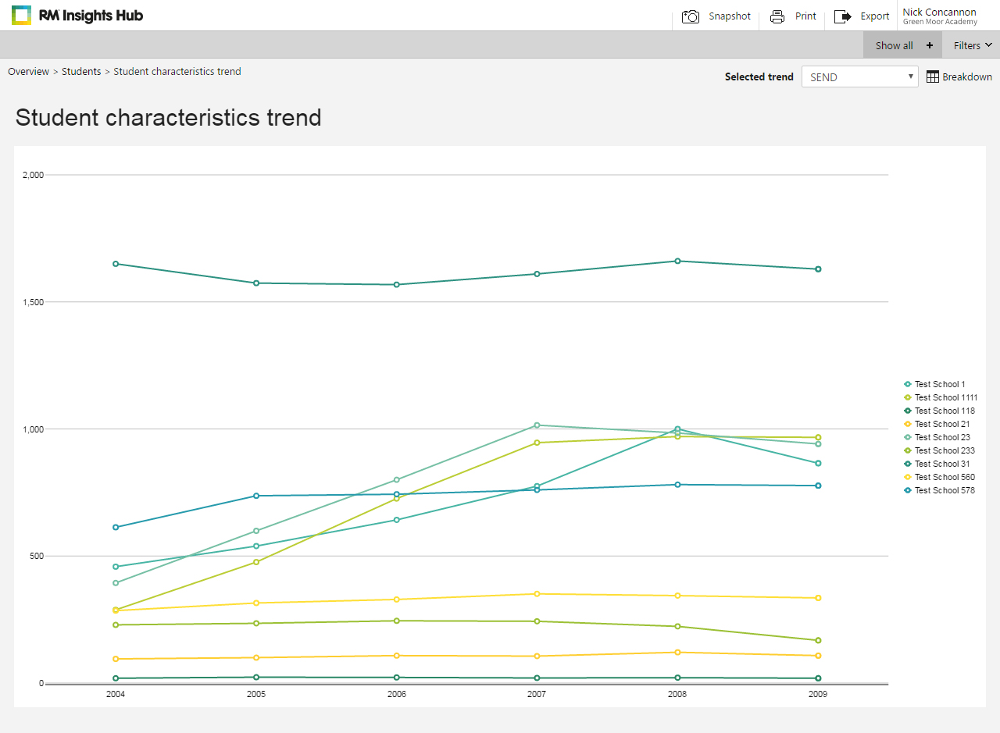 RM Insights Hub
Snapshot
Print
Export
Nick Concannon
Green Moor Academy
Show all +
Filters
Overview > Students > Student characteristics trend
Selected trend
SEND
Breakdown
Student characteristics trend
2,000
1,500
1,000
500
0
2004 2005 2006 2007 2008 2009
Test School 1
Test School 1111
Test School 118
Test School 21
Test School 23
Test School 233
Test School 31
Test School 560
Test School 578